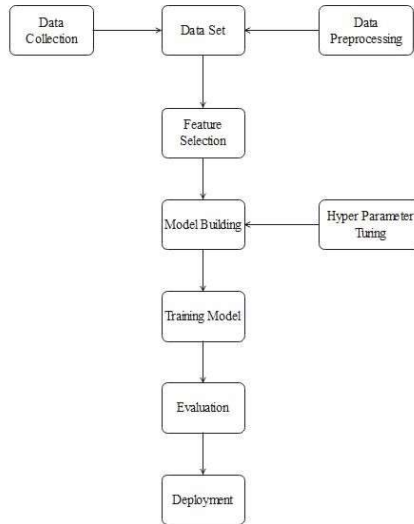 Data
Collection
Data Set
Data
Preprocessing
Feature
Selection
Model Building
Hyper Parameter
Turing
Training Model
Evaluation
Deployment